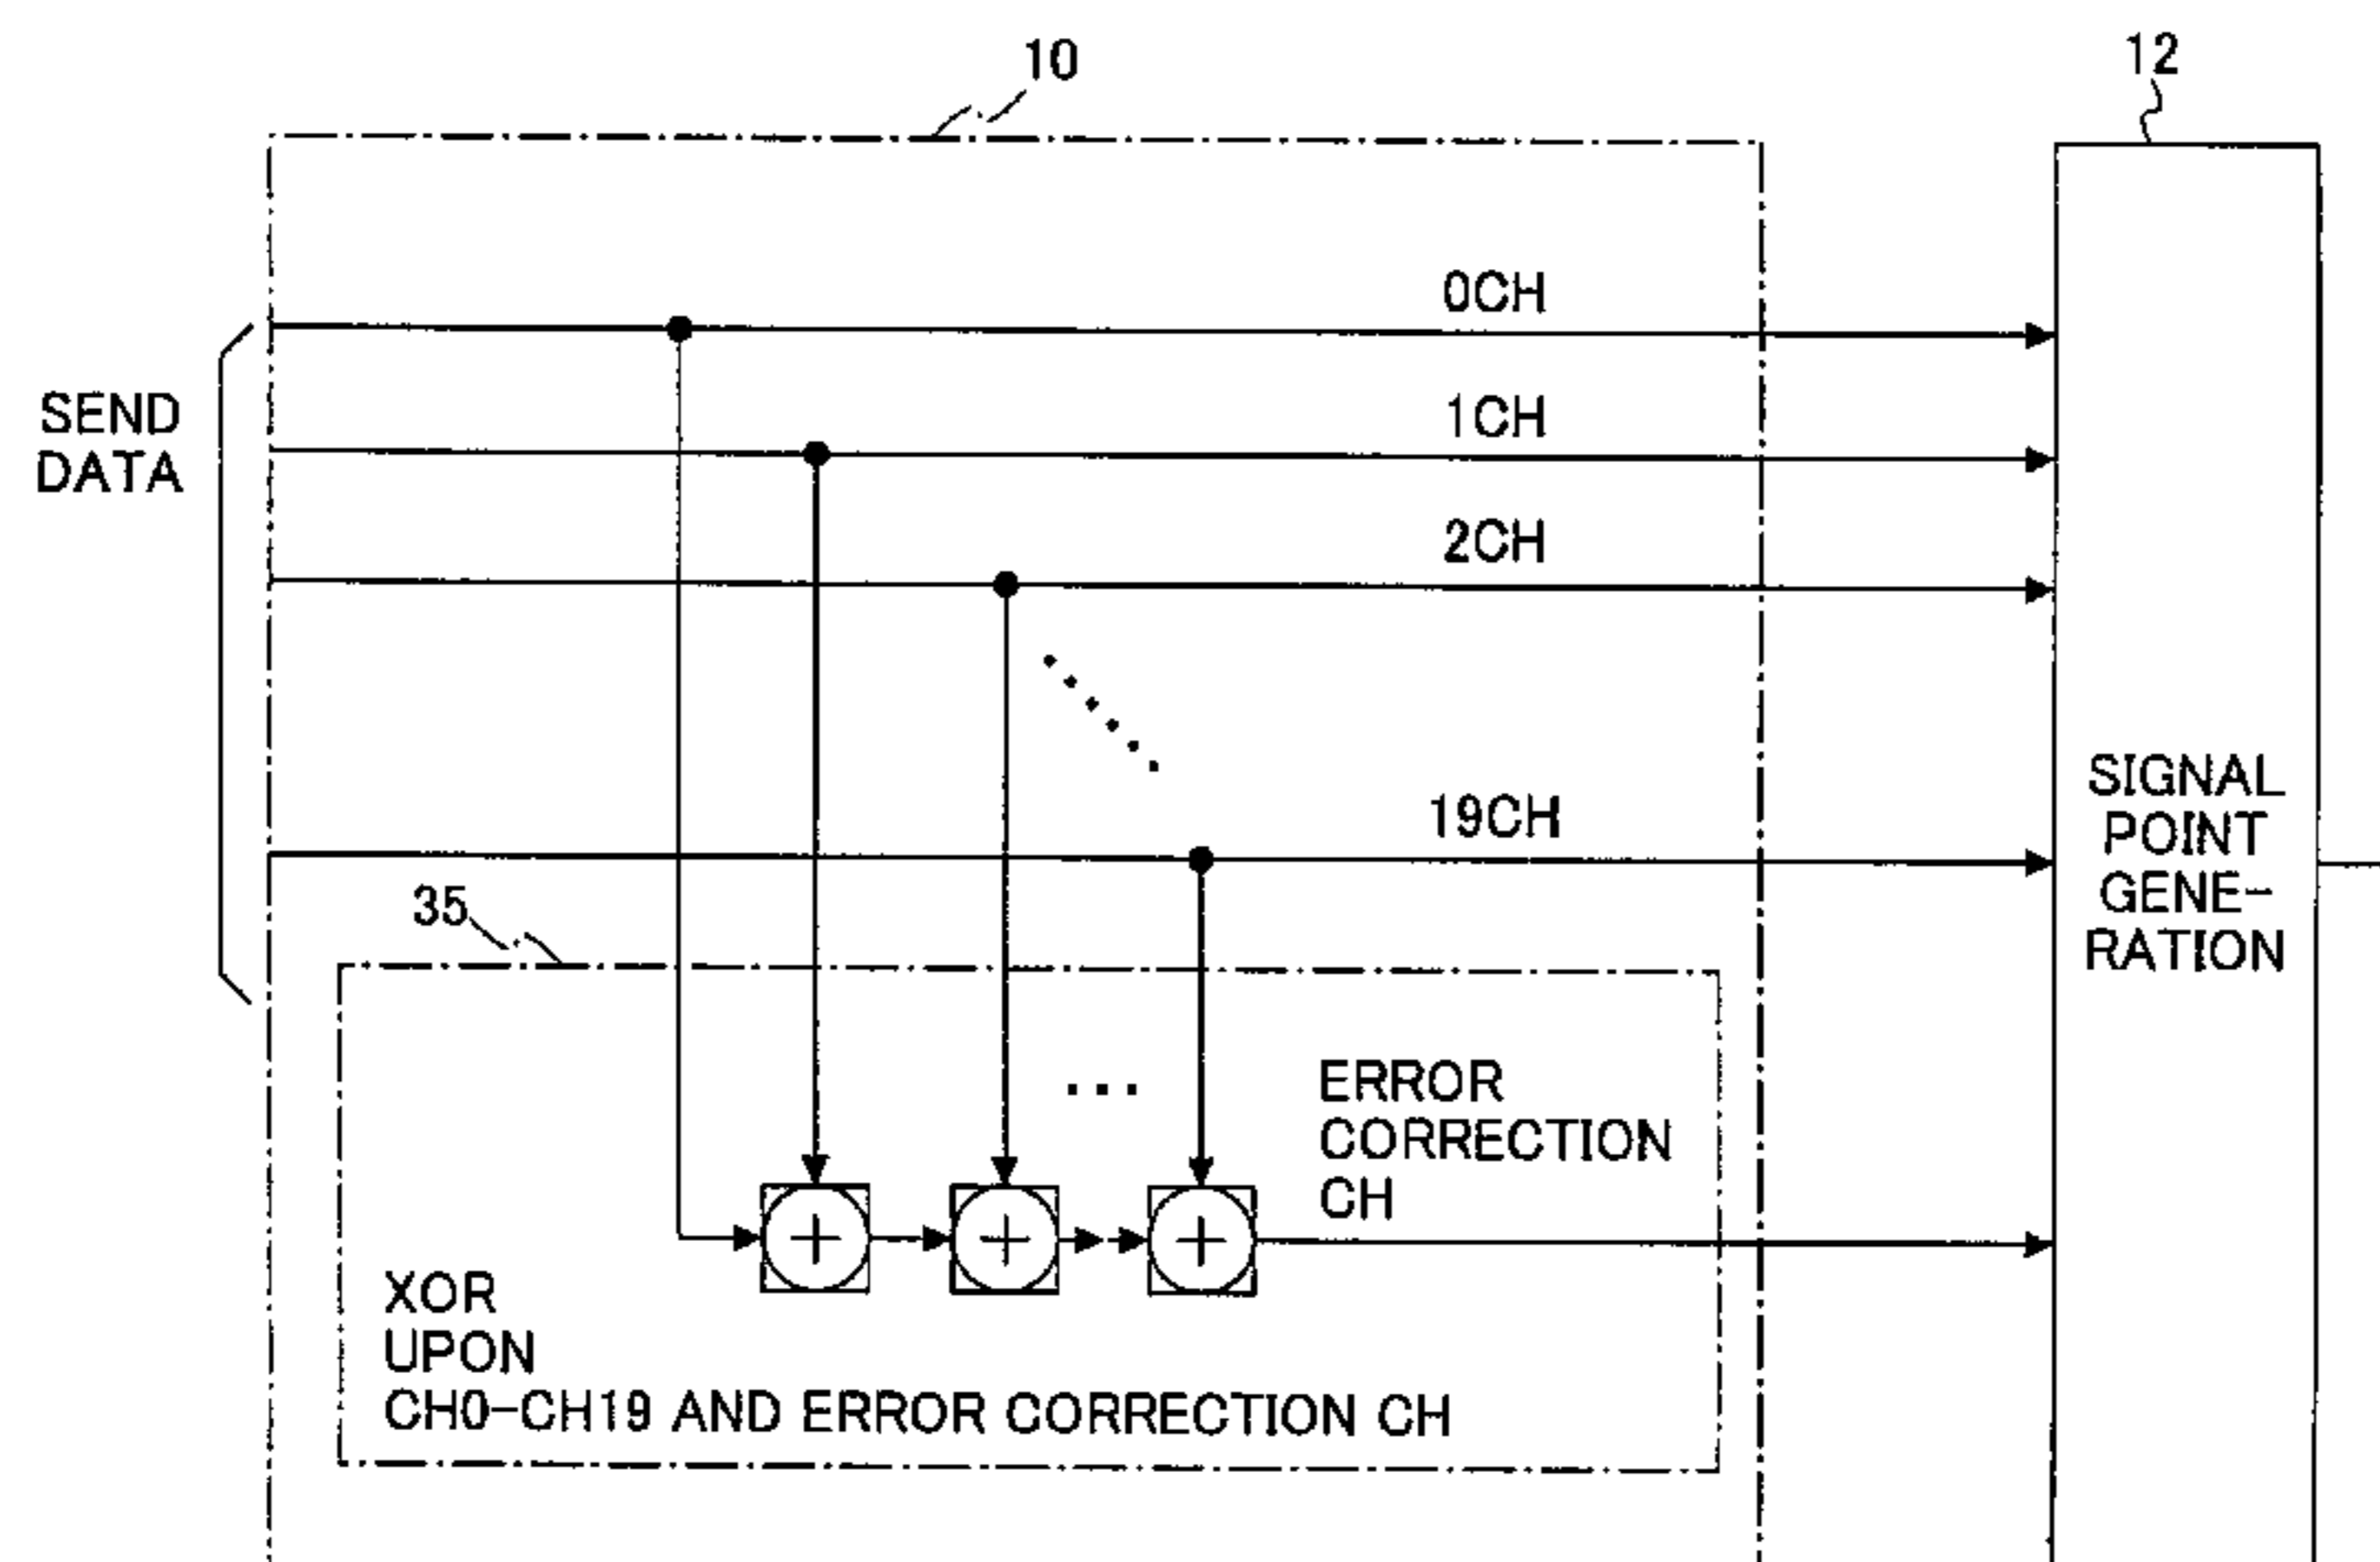 10
12
0CH
SEND
DATA
1CH
2CH
19CH
SIGNAL
POINT
GENE-
RATION
35
ERROR
CORRECTION
CH
XOR
UPON
CH0-CH19 AND ERROR CORRECTION CH